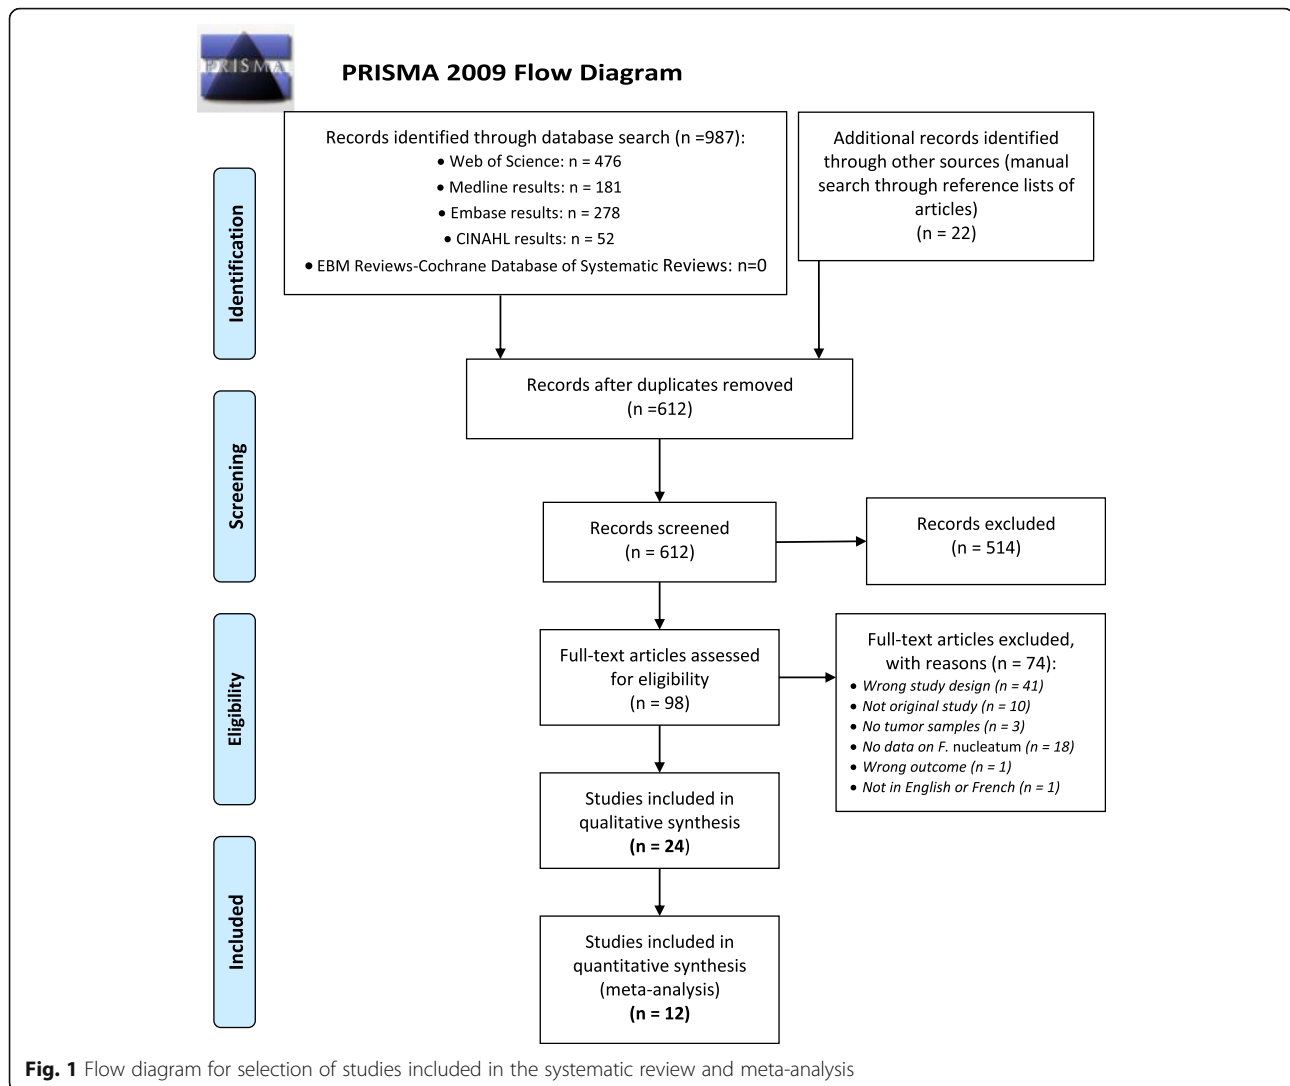 PRISMA
PRISMA 2009 Flow Diagram
Records identified through database search (n =987):
• Web of Science: n = 476
• Medline results: n = 181
• Embase results: n = 278
• CINAHL results: n = 52
• EBM Reviews-Cochrane Database of Systematic Reviews: n=0
Additional records identified
through other sources (manual
search through reference lists of
articles)
(n = 22)
Identification
Records after duplicates removed
(n =612)
Screening
Records screened
(n = 612)
Records excluded
(n = 514)
Eligibility
Full-text articles assessed
for eligibility
(n = 98)
Full-text articles excluded,
with reasons (n = 74):
• Wrong study design (n = 41)
• Not original study (n = 10)
• No tumor samples (n = 3)
• No data on F. nucleatum (n = 18)
• Wrong outcome (n = 1)
• Not in English or French (n = 1)
Studies included in
qualitative synthesis
(n = 24)
Included
Studies included in
quantitative synthesis
(meta-analysis)
(n = 12)
Fig. 1 Flow diagram for selection of studies included in the systematic review and meta-analysis